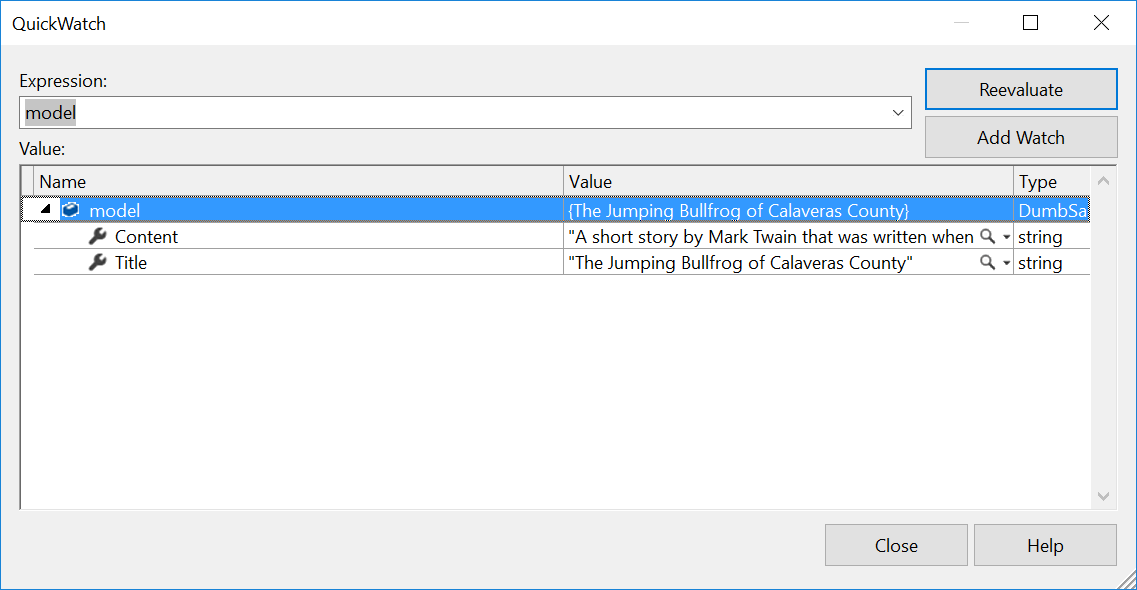 QuickWatch
Expression:
Reevaluate
model
Add Watch
Value:
Name Value Type
model {The Jumping Bullfrog of Calaveras County} DumbSa
Content "A short story by Mark Twain that was written when string
Title "The Jumping Bullfrog of Calaveras County" string
Close Help